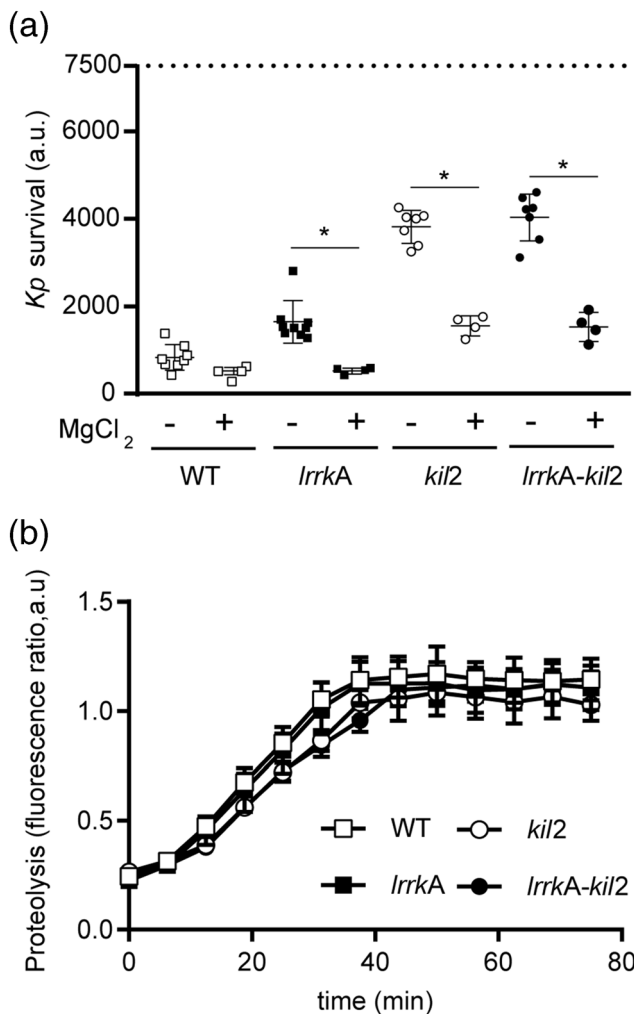 (a)
Kp survival (a.u.)
7500
6000
4000
2000
0
*
*
*
MgCl2
- + - + - + - +
WT lrrkA kil2 lrrkA-kil2
(b)
Proteolysis (fluorescence ratio,a.u)
1.5
1.0
0.5
0.0
WT kil2
lrrkA lrrkA-kil2
0 20 40 60 80
time (min)